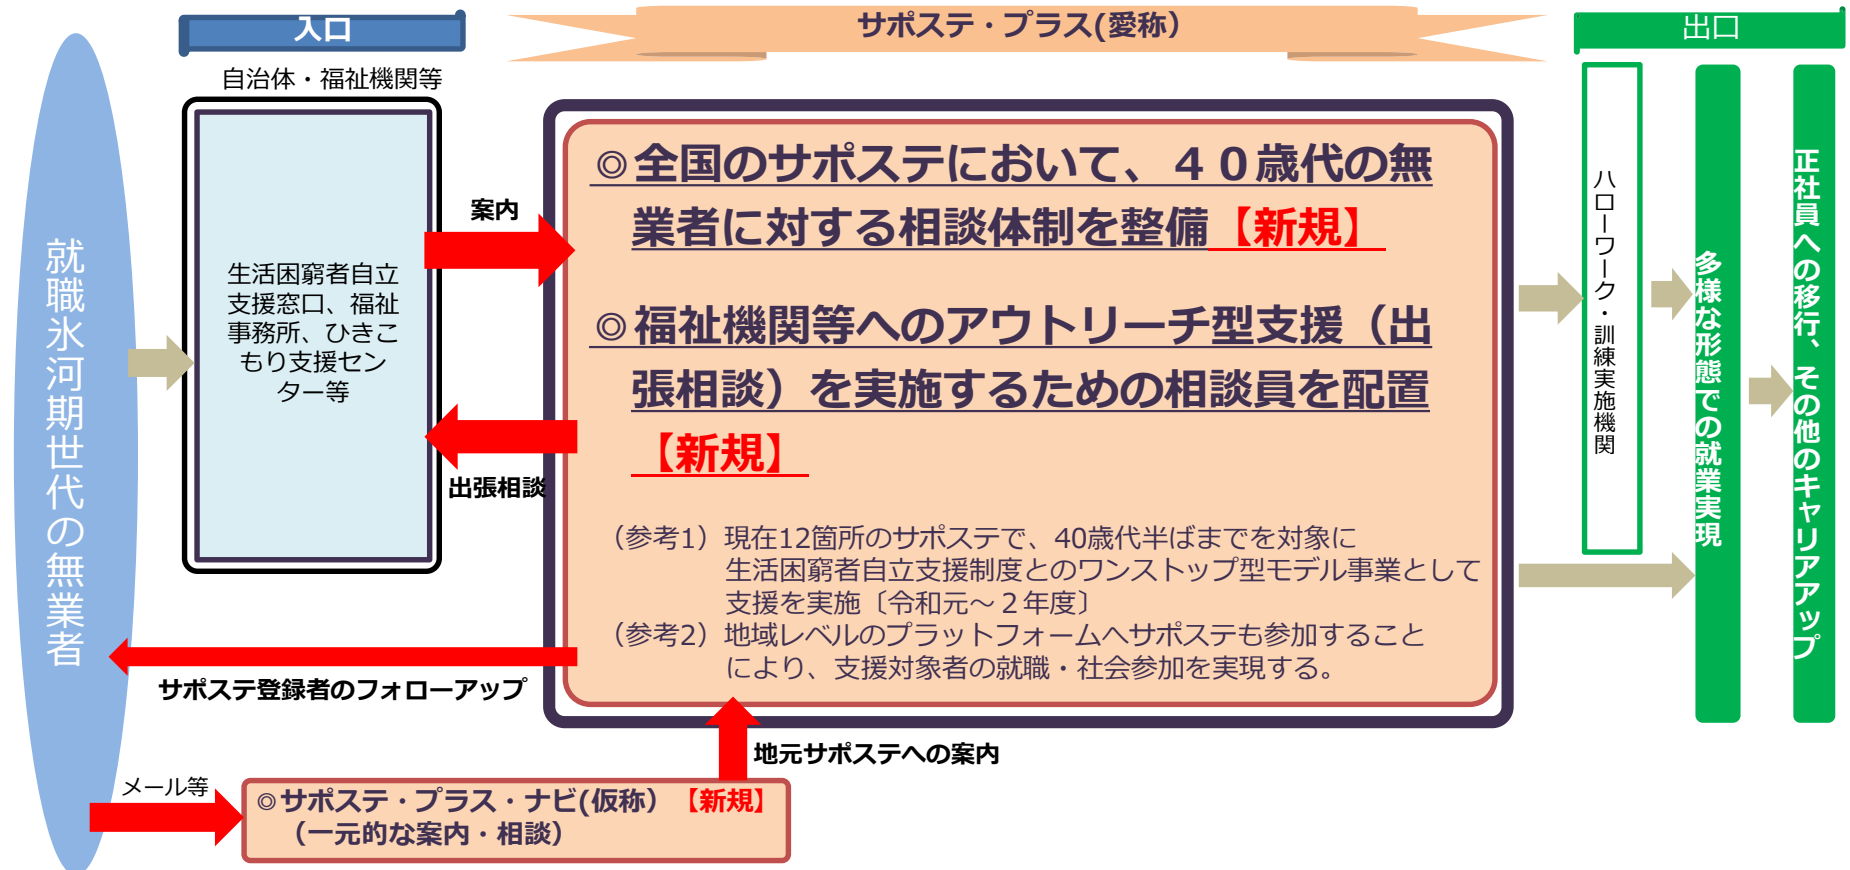 入口
サポステ・プラス(愛称）
出口
自治体・福祉機関等
就職氷河期世代の無業者
生活困窮者自立
支援窓口、福祉
事務所、ひきこ
もり支援セン
ター等
案内
出張相談
◎全国のサポステにおいて、４０歳代の無
業者に対する相談体制を整備【新規】
◎福祉機関等へのアウトリーチ型支援（出
張相談）を実施するための相談員を配置
【新規】
（参考1）現在12箇所のサポステで、40歳代半ばまでを対象に
生活困窮者自立支援制度とのワンストップ型モデル事業として
支援を実施〔令和元～２年度〕
（参考2）地域レベルのプラットフォームへサポステも参加すること
により、支援対象者の就職・社会参加を実現する。
ハローワーク・訓練実施機関
多様な形態での就業実現
正社員への移行、その他のキャリアアップ
サポステ登録者のフォローアップ
地元サポステへの案内
メール等
◎サポステ・プラス・ナビ(仮称）【新規】
（一元的な案内・相談）